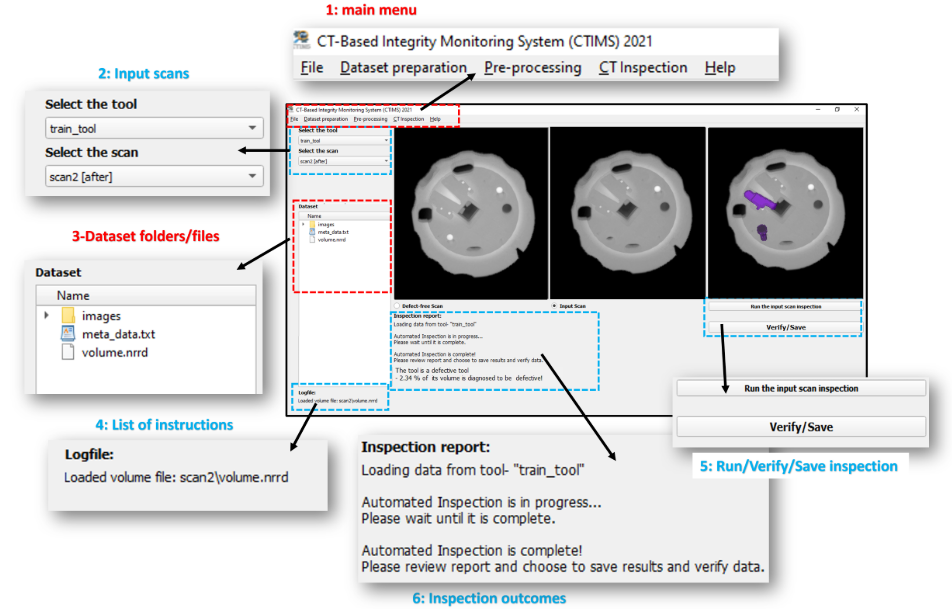 1: main menu
CT-Based Integrity Monitoring System (CTIMS) 2021
File Dataset preparation Pre-processing CT Inspection Help
2: Input scans
Select the tool
train_tool
Select the scan
scan2 [after]
3-Dataset folders/files
Dataset
Name
images
meta_data.txt
volume.nrrd
CT-Based Integrity Monitoring System (CTIMS) 2021
File Dataset preparation Pre-processing CT Inspection Help
Select the tool
train_tool
Select the scan
scan2 [after]
Dataset
Name
images
meta_data.txt
volume.nrrd
Defect-free Scan
Input Scan
Run the input scan inspection
Verify/Save
Inspection report:
Loading data from tool- "train_tool"
Automated Inspection is in progress...
Please wait until it is complete.
Automated Inspection is complete!
Please review report and choose to save results and verify data.
The tool is a defective tool
- 2.34 % of its volume is diagnosed to be defective!
Logfile:
Loaded volume file: scan2\volume.nrrd
4: List of instructions
Logfile:
Loaded volume file: scan2\volume.nrrd
Run the input scan inspection
Verify/Save
5: Run/Verify/Save inspection
Inspection report:
Loading data from tool- "train_tool"
Automated Inspection is in progress...
Please wait until it is complete.
Automated Inspection is complete!
Please review report and choose to save results and verify data.
6: Inspection outcomes